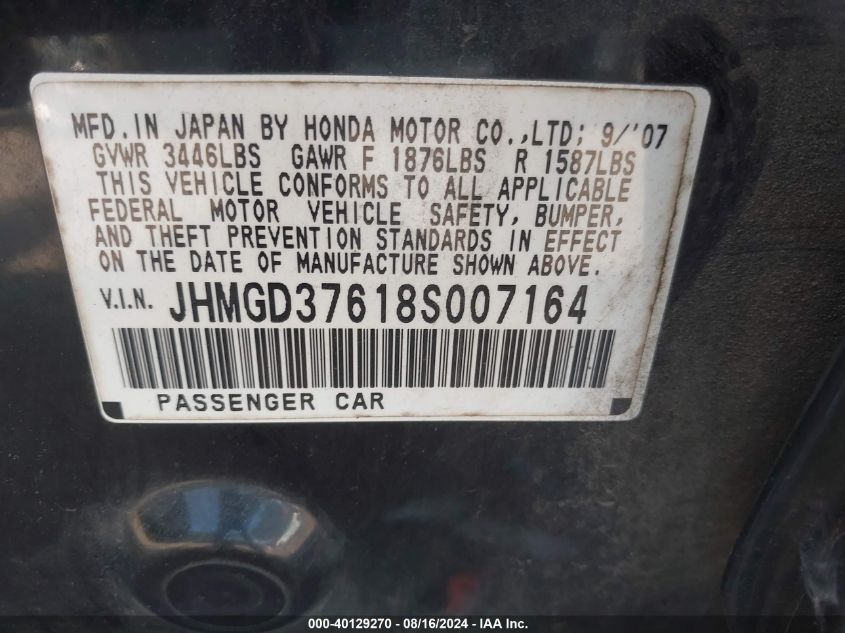 MFD. IN JAPAN BY HONDA MOTOR CO., LTD; 9/'07
GVWR 3446LBS GAWR F 1876LBS R 1587LBS
THIS VEHICLE CONFORMS TO ALL APPLICABLE
FEDERAL MOTOR VEHICLE SAFETY, BUMPER,
AND THEFT PREVENTION STANDARDS IN EFFECT
ON THE DATE OF MANUFACTURE SHOWN ABOVE.
V.I.N. JHMGD37618S007164
PASSENGER CAR
000-40129270 - 08/16/2024 - IAA Inc.